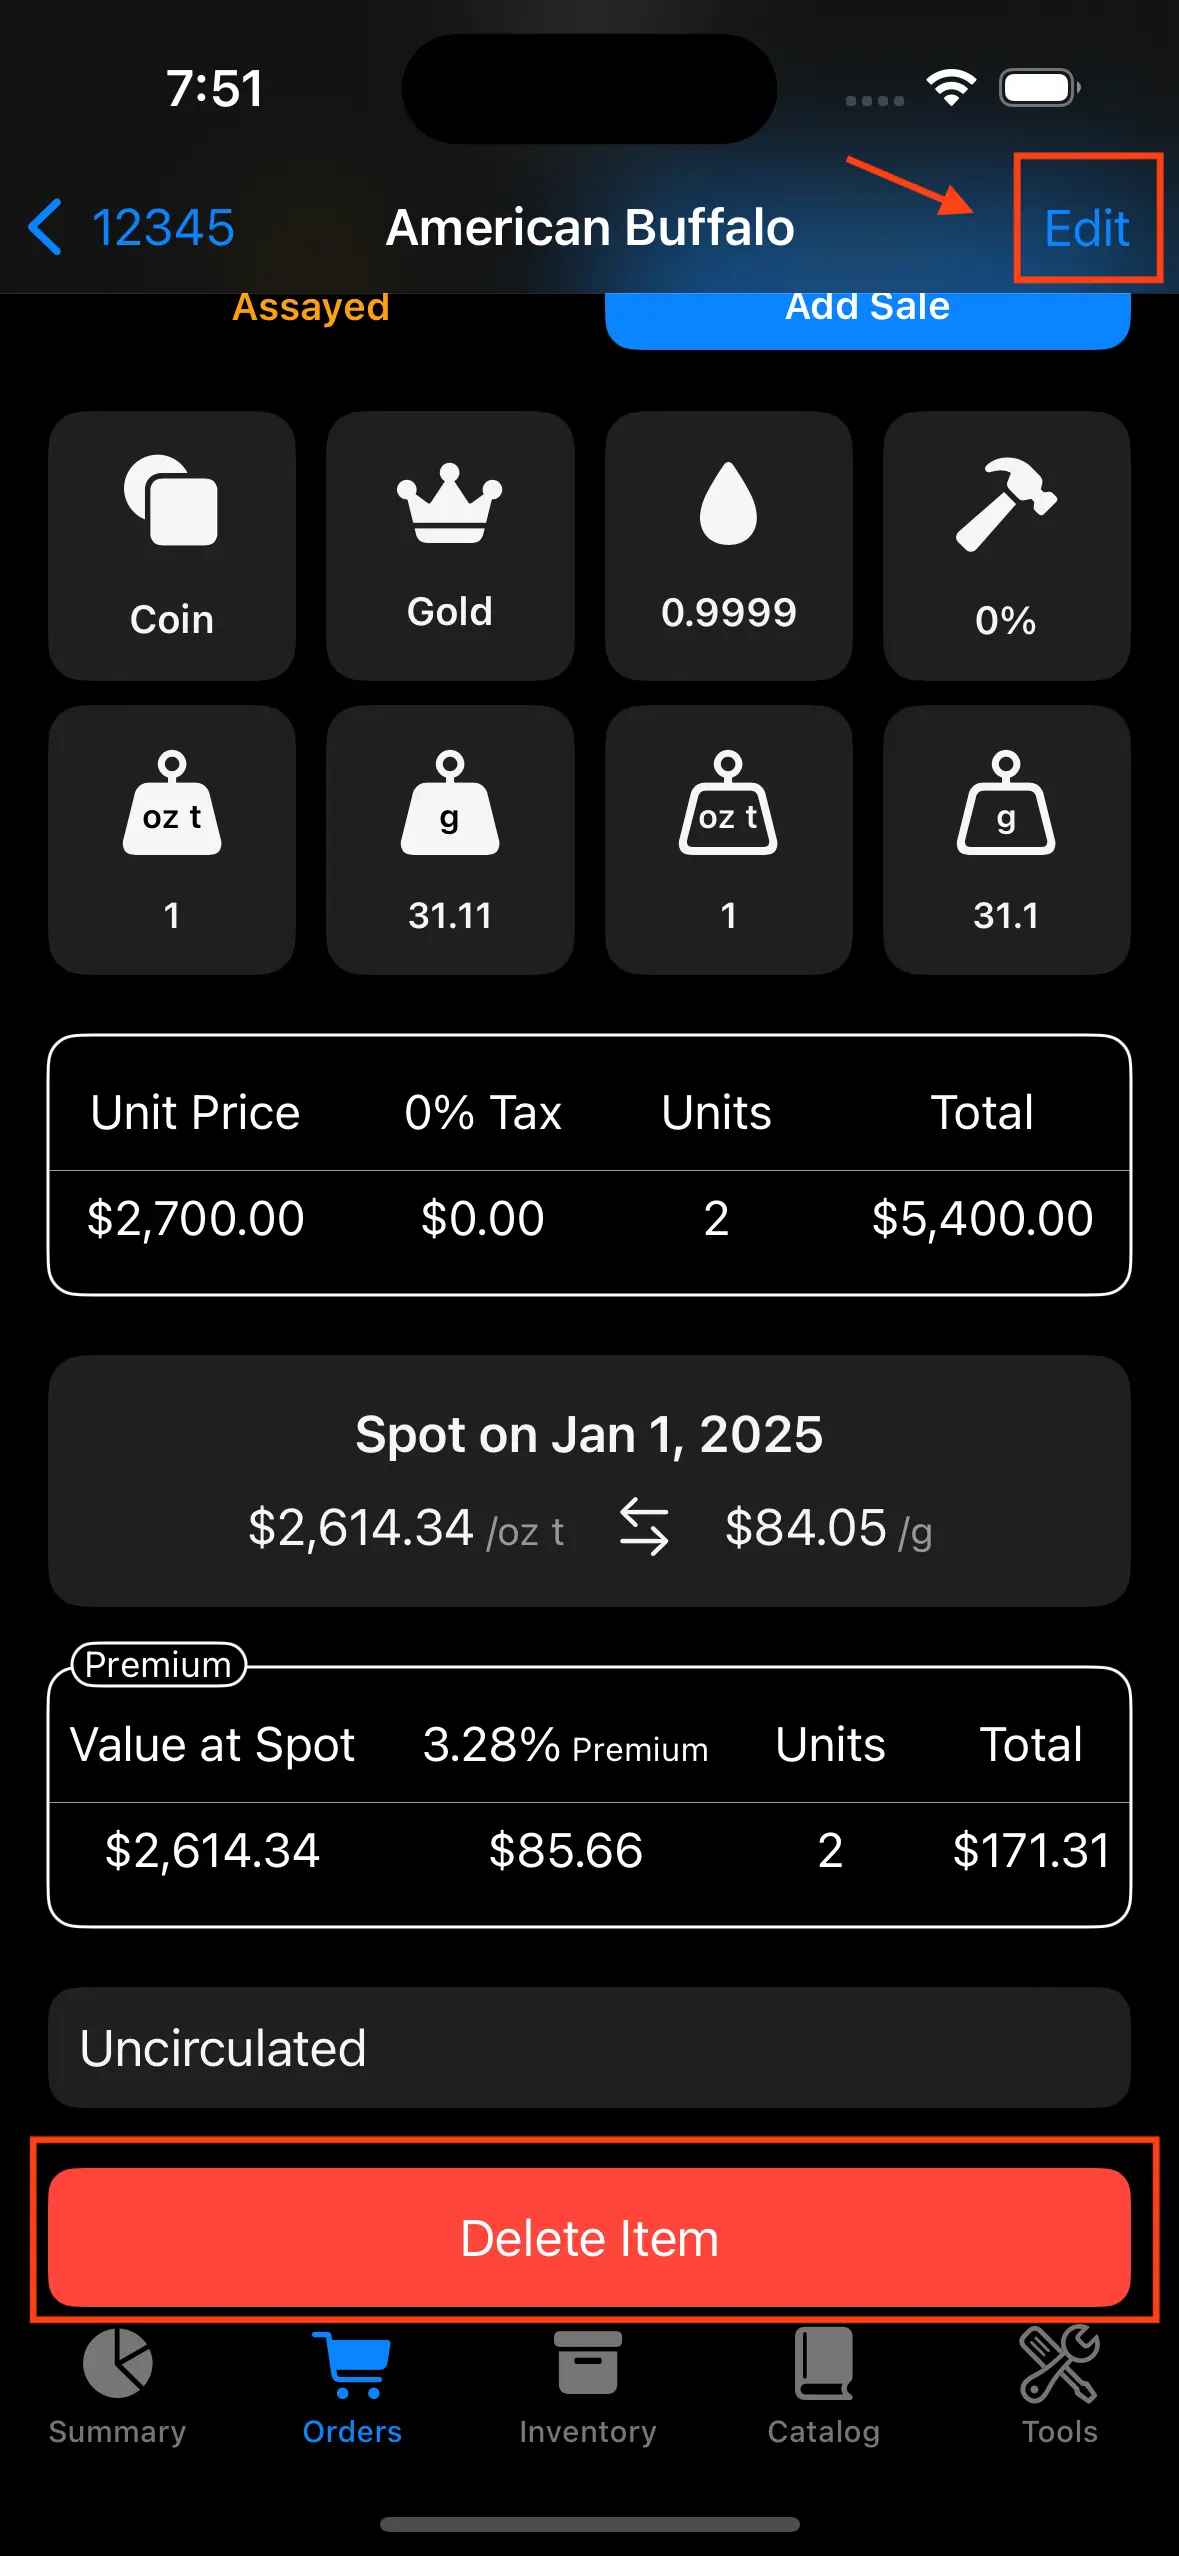 7:51
12345 American Buffalo Edit
Assayed Add Sale
Coin Gold 0.9999 0%
oz t g oz t g
1 31.11 1 31.1
Unit Price 0% Tax Units Total
$2,700.00 $0.00 2 $5,400.00
Spot on Jan 1, 2025
$2,614.34 /oz t $84.05 /g
Premium
Value at Spot 3.28% Premium Units Total
$2,614.34 $85.66 2 $171.31
Uncirculated
Delete Item
Summary Orders Inventory Catalog Tools